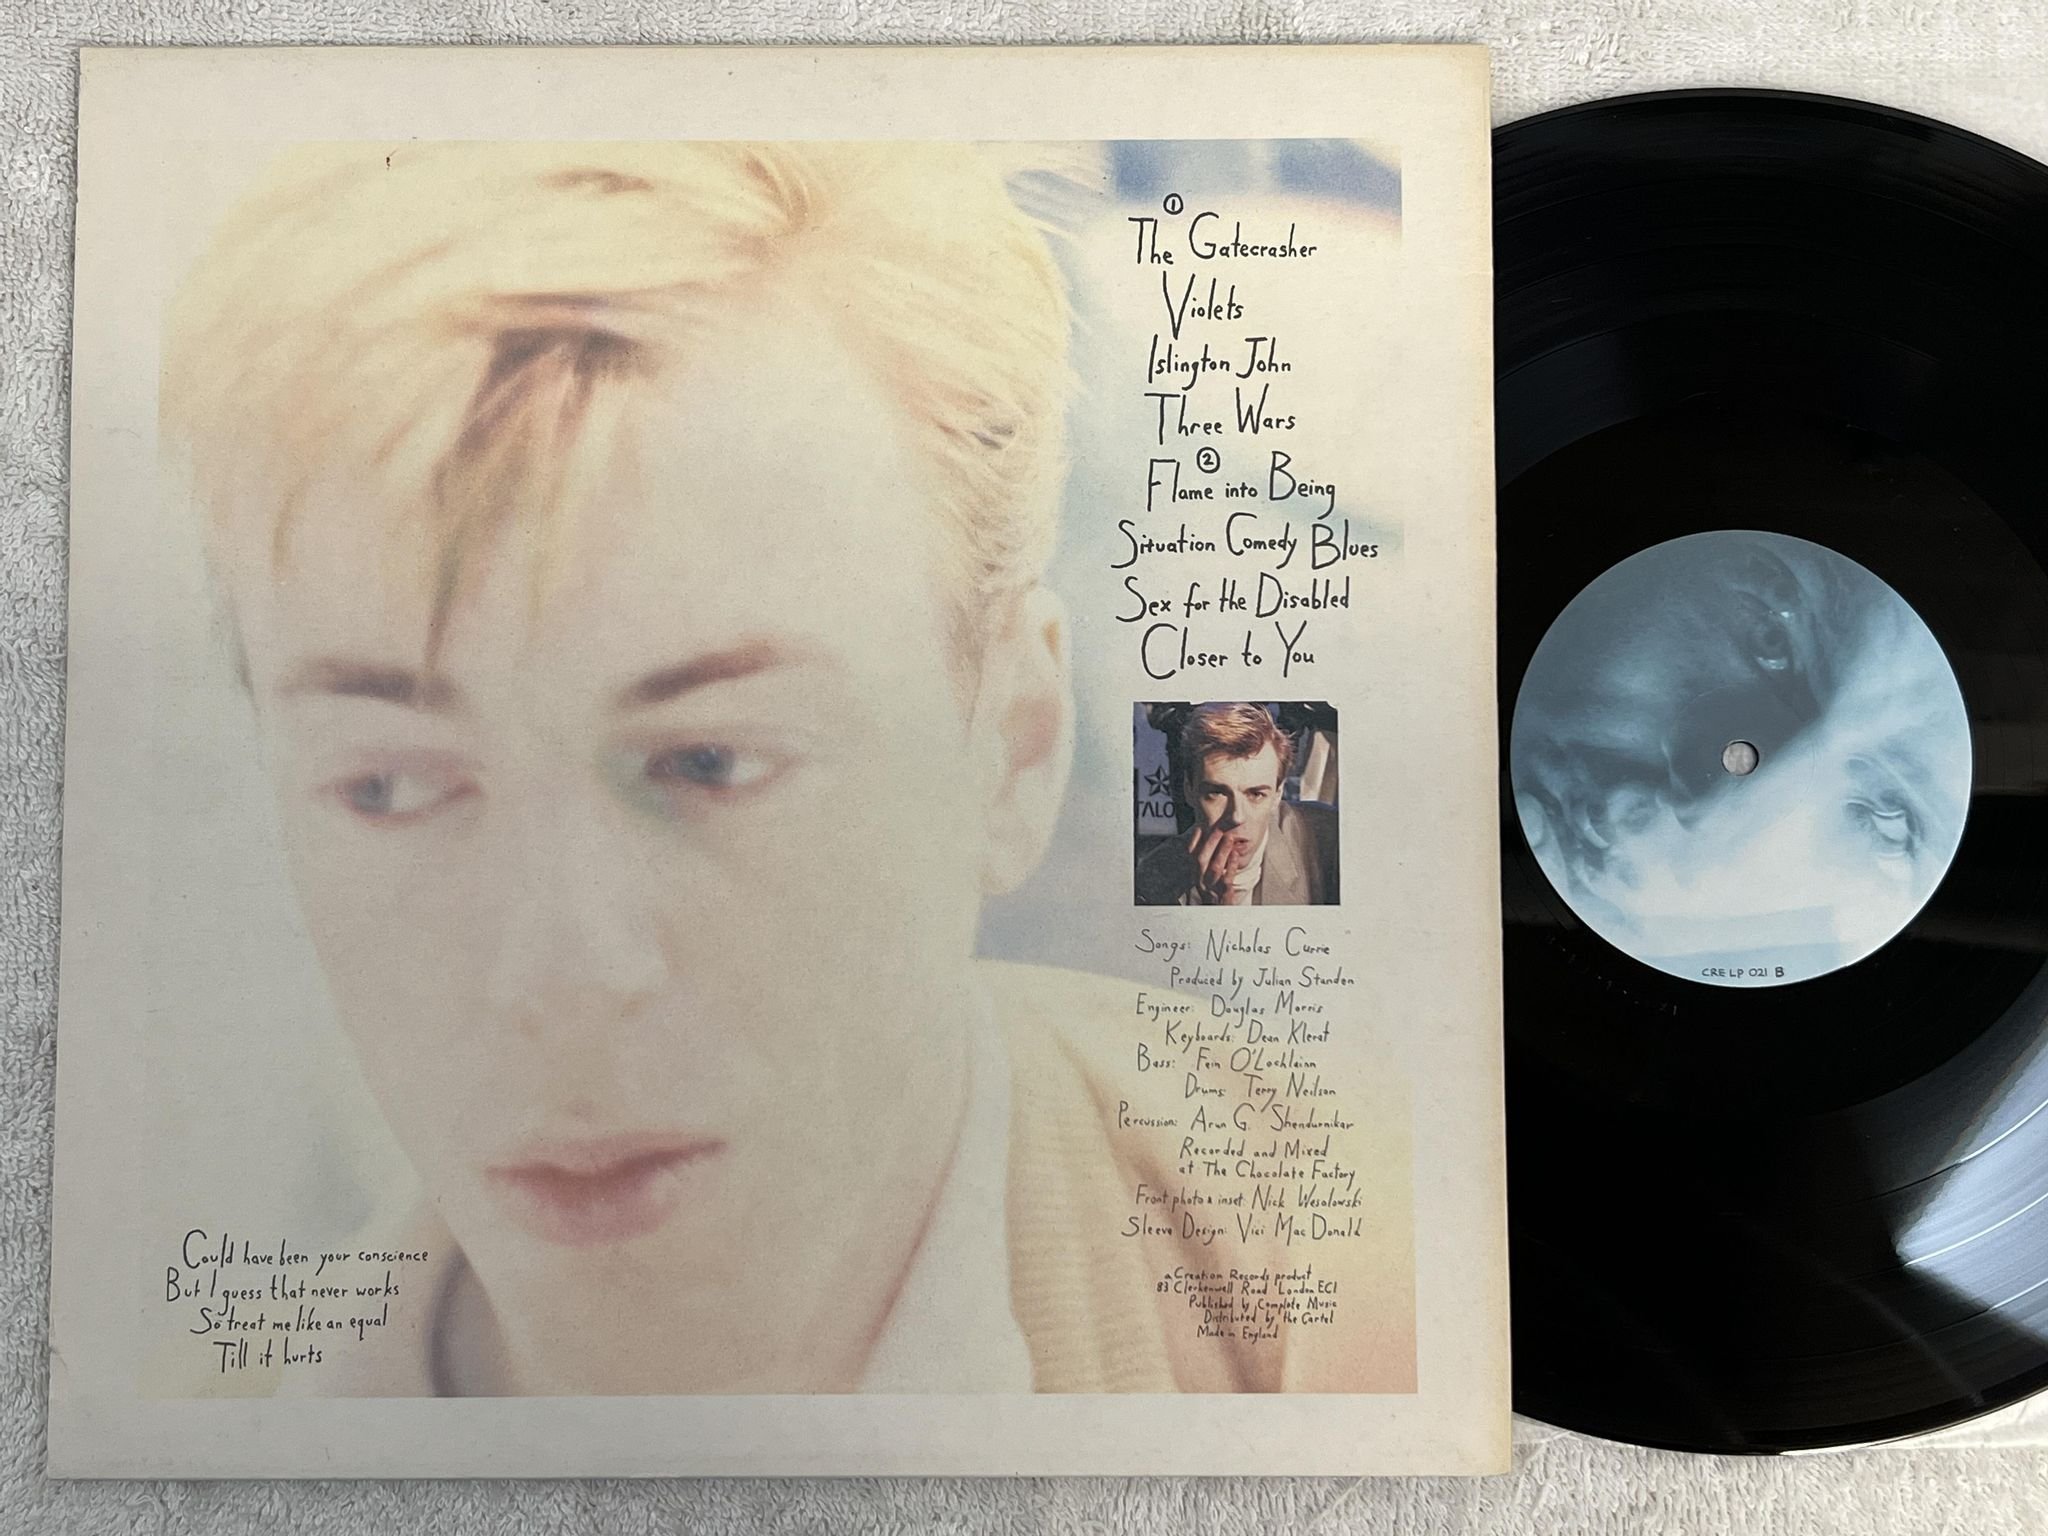 ①
The Gatecrasher
Violets
Islington John
Three Wars
②
Flame into Being
Situation Comedy Blues
Sex for the Disabled
Closer to You
TALO
Songs: Nicholas Currie
Produced by Julian Standen
Engineer: Douglas Morris
Keyboards: Dean Klerat
Bass: Fein O'Lochlainn
Drums: Terry Neilson
Percussion: Arun G. Shendurnikar
Recorded and Mixed
at The Chocolate Factory
Front photo & inset: Nick Wesolowski
Sleeve Design: Vici MacDonald
a Creation Records product
83 Clerkenwell Road London EC1
Published by Complete Music
Distributed by the Cartel
Made in England
Could have been your conscience
But I guess that never works
So treat me like an equal
Till it hurts
CRELP 021 B